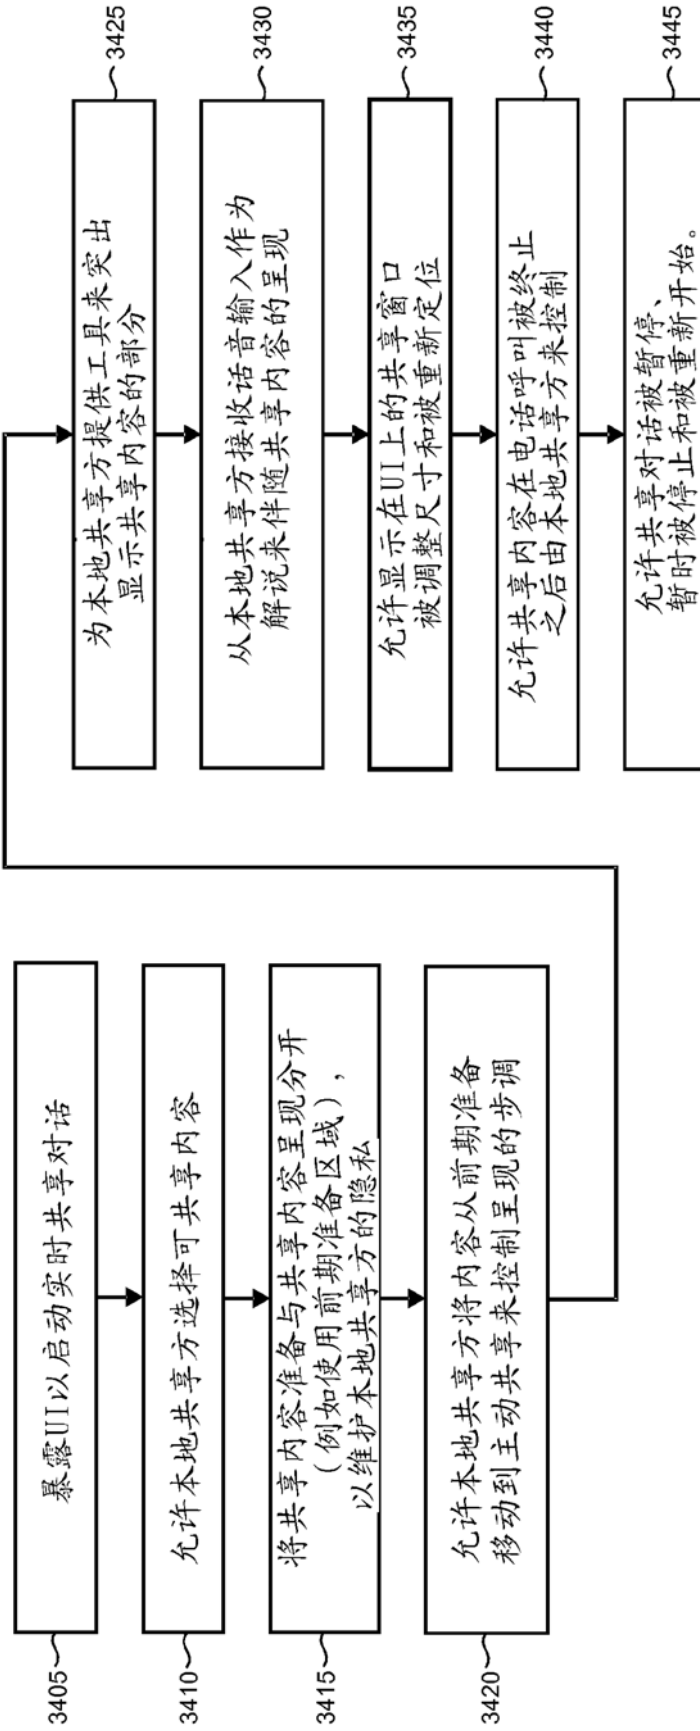 3405
暴露UI以启动实时共享对话
3410
允许本地共享方选择可共享内容
3415
将共享内容准备与共享内容呈现分开
（例如使用前期准备区域），
以维护本地共享方的隐私
3420
允许本地共享方将内容从前期准备
移动到主动共享来控制呈现的步调
3425
为本地共享方提供工具来突出
显示共享内容的部分
3430
从本地共享方接收话音输入作为
解说来伴随共享内容的呈现
3435
允许显示在UI上的共享窗口
被调整尺寸和被重新定位
3440
允许共享内容在电话呼叫被终止
之后由本地共享方来控制
3445
允许共享对话被暂停、
暂时被停止和被重新开始。